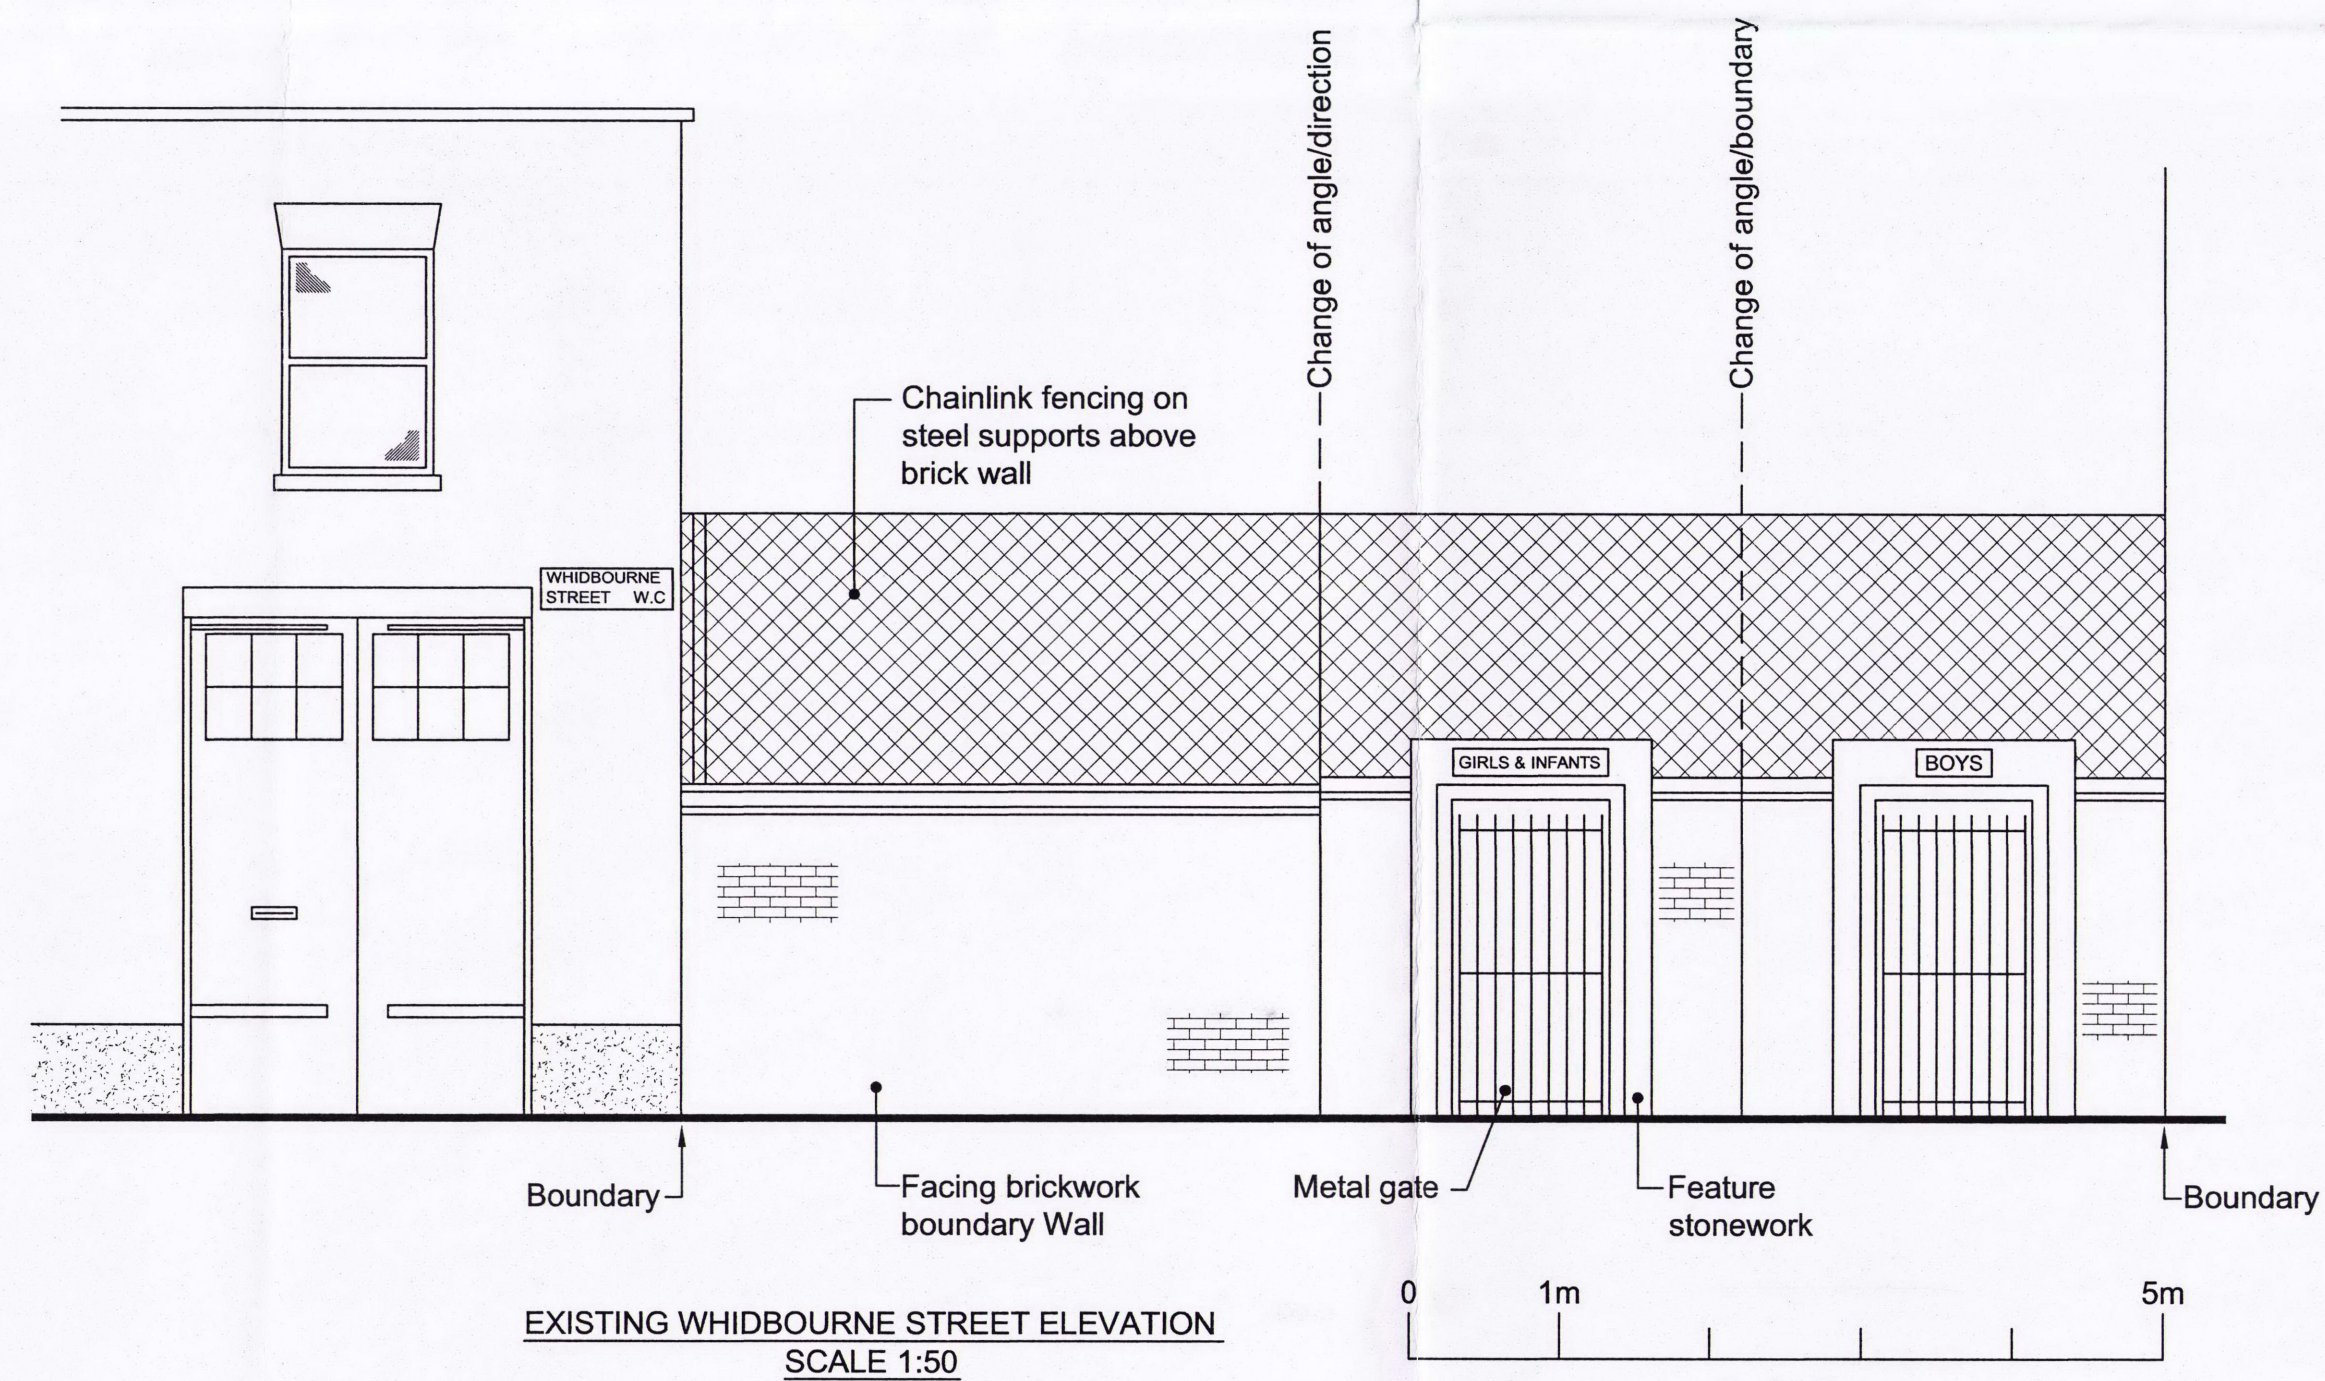 Change of angle/direction
Change of angle/boundary
Chainlink fencing on
steel supports above
brick wall
WHIDBOURNE
STREET W.C
GIRLS & INFANTS
BOYS
Boundary
Facing brickwork
boundary Wall
Metal gate
Feature
stonework
Boundary
0 1m 5m
EXISTING WHIDBOURNE STREET ELEVATION
SCALE 1:50